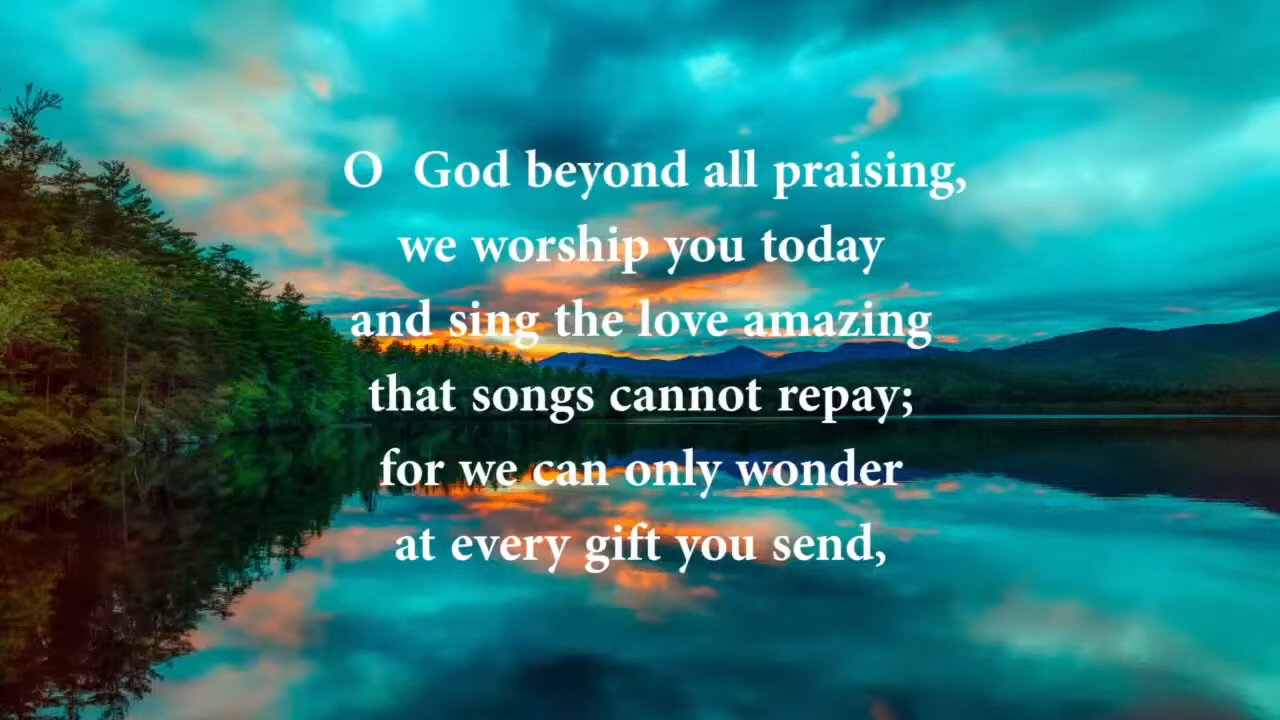 O God beyond all praising,
we worship you today
and sing the love amazing
that songs cannot repay;
for we can only wonder
at every gift you send,